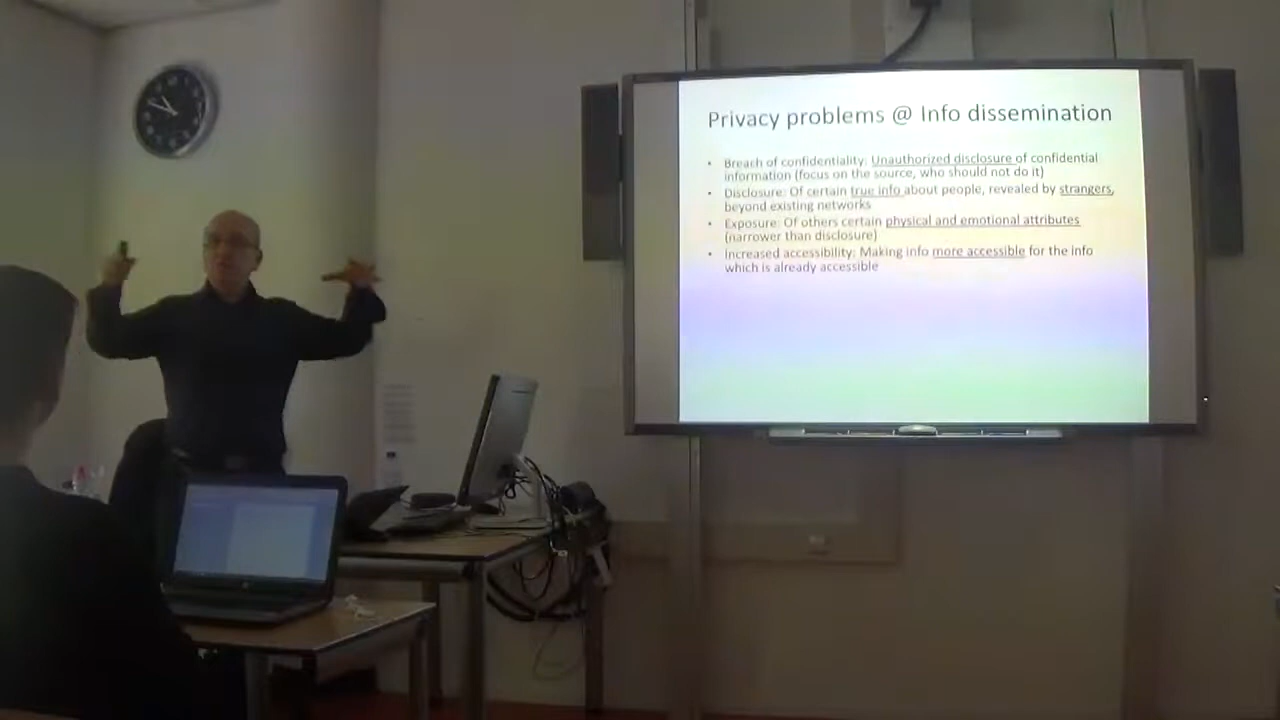 Privacy problems @ Info dissemination
• Breach of confidentiality: Unauthorized disclosure of confidential
information (focus on the source, who should not do it)
• Disclosure: Of certain true info about people, revealed by strangers,
beyond existing networks
• Exposure: Of others certain physical and emotional attributes
(narrower than disclosure)
• Increased accessibility: Making info more accessible for the info
which is already accessible